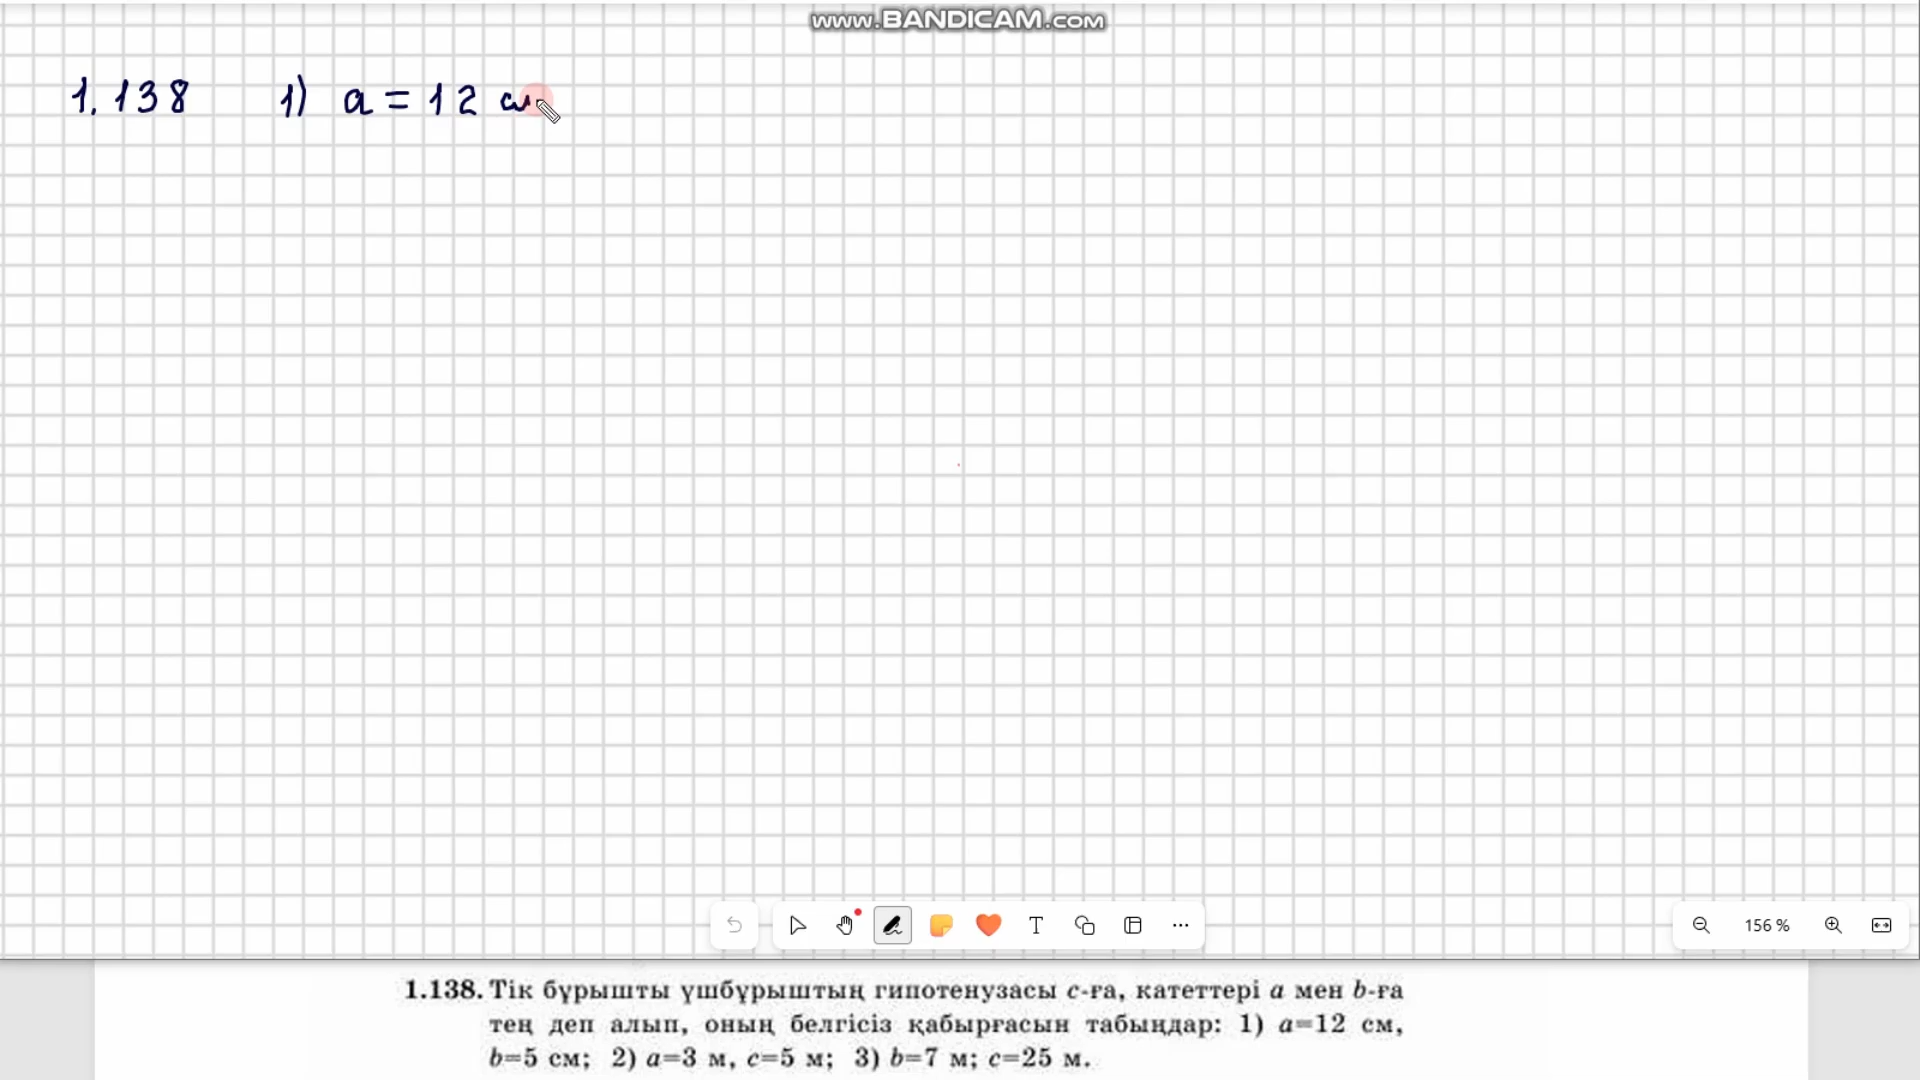 www.BANDICAM.com
1.138 1) a = 12 см
156 %
1.138. Тік бұрышты үшбұрыштың гипотенузасы c-ға, катеттері a мен b-ға
тең деп алып, оның белгісіз қабырғасын табыңдар: 1) a=12 см,
b=5 см; 2) a=3 м, c=5 м; 3) b=7 м; c=25 м.